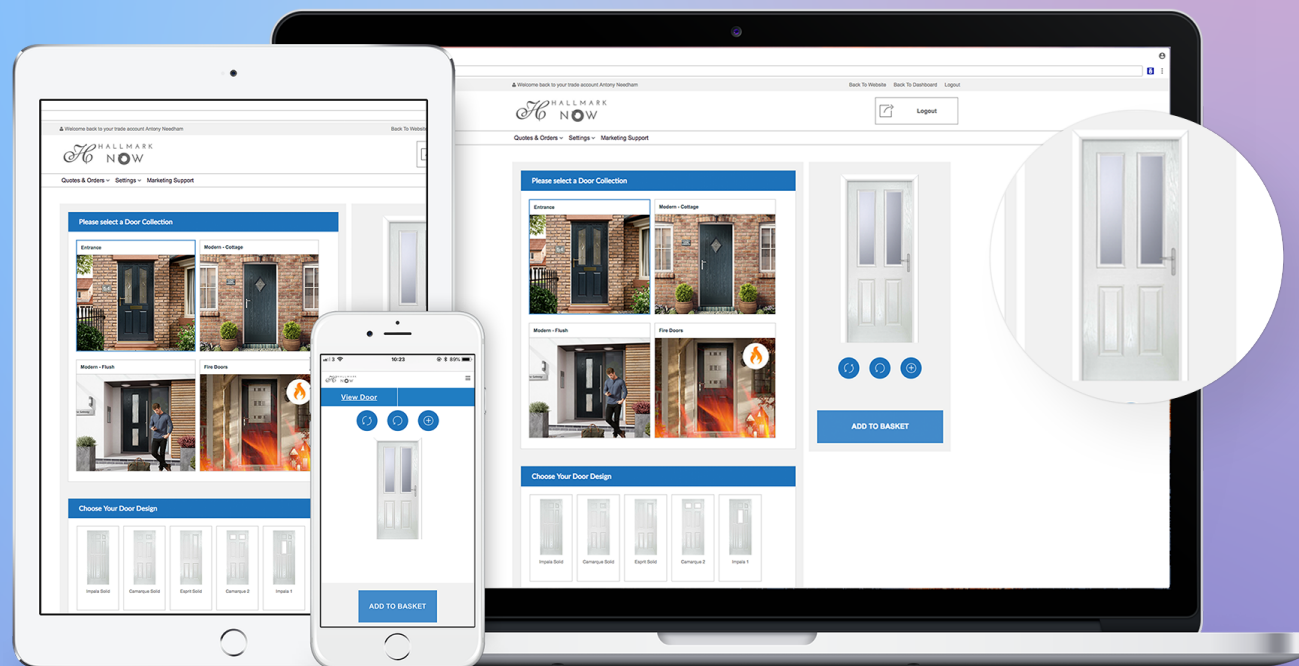 Welcome back to your trade account Antony Needham
Back To Website Back To Dashboard Logout
HALLMARK
NOW
Logout
Quotes & Orders Settings Marketing Support
Please select a Door Collection
Entrance
Modern - Cottage
Modern - Flush
Fire Doors
ADD TO BASKET
Choose Your Door Design
Impala Solid
Camarque Solid
Esprit Solid
Camarque 2
Impala 1
Welcome back to your trade account Antony Needham
Back To Website
HALLMARK
NOW
Quotes & Orders Settings Marketing Support
Please select a Door Collection
Entrance
Modern - Cottage
Modern - Flush
Fire Doors
Choose Your Door Design
Impala Solid
Camarque Solid
Esprit Solid
Camarque 2
Impala 1
10:23
89%
HALLMARK
NOW
View Door
ADD TO BASKET